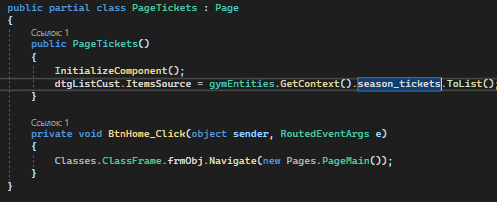 public partial class PageTickets : Page
{
Ссылок: 1
public PageTickets()
{
InitializeComponent();
dtgListCust.ItemsSource = gymEntities.GetContext().season_tickets.ToList();
}
Ссылок: 1
private void BtnHome_Click(object sender, RoutedEventArgs e)
{
Classes.ClassFrame.frmObj.Navigate(new Pages.PageMain());
}
}